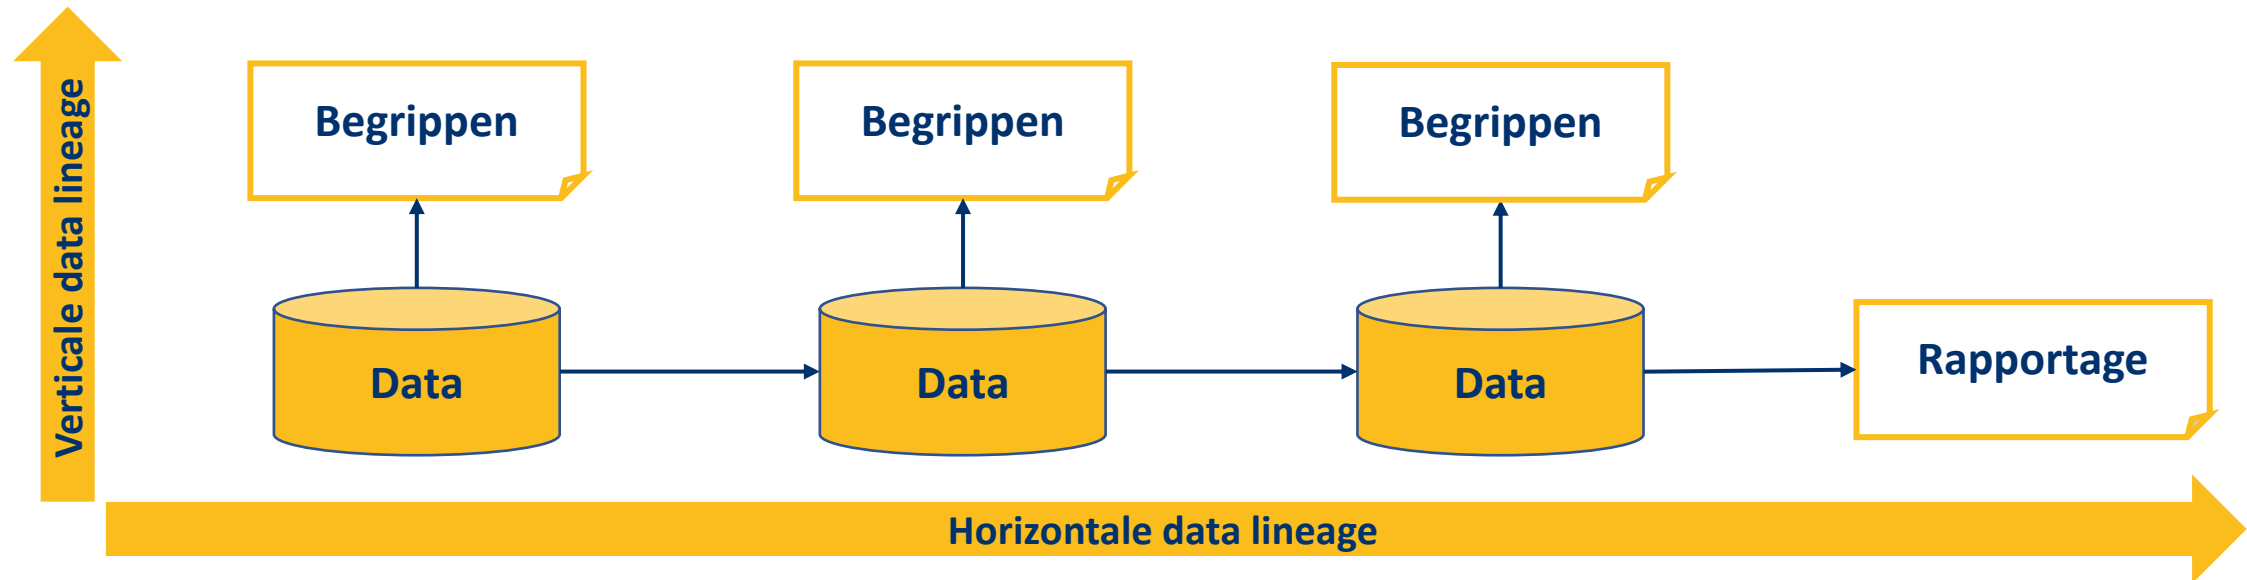 Verticale data lineage
Begrippen
Begrippen
Begrippen
Data
Data
Data
Rapportage
Horizontale data lineage